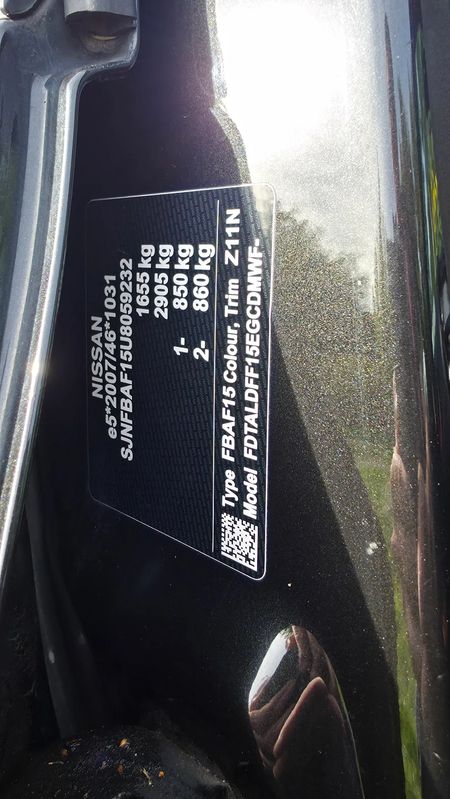 NISSAN
e5*2007/46*1031
SJNFBAF15U8059232
1655 kg
2905 kg
1- 850 kg
2- 860 kg
Type FBAF15 Colour, Trim Z11N
Model FDTALDFF15EGCDMWF-